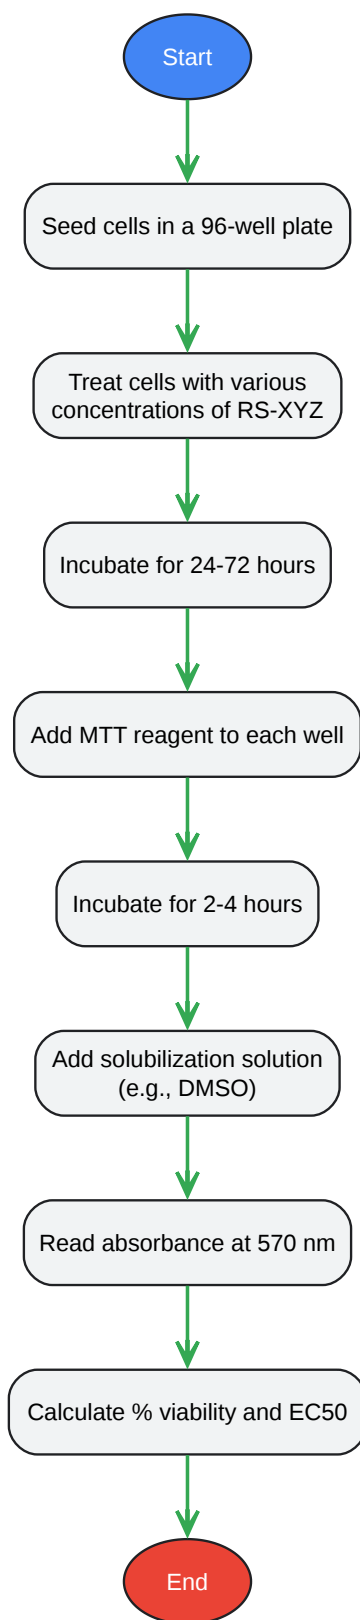 Start
Seed cells in a 96-well plate
Treat cells with various
concentrations of RS-XYZ
Incubate for 24-72 hours
Add MTT reagent to each well
Incubate for 2-4 hours
Add solubilization solution
(e.g., DMSO)
Read absorbance at 570 nm
Calculate % viability and EC50
End